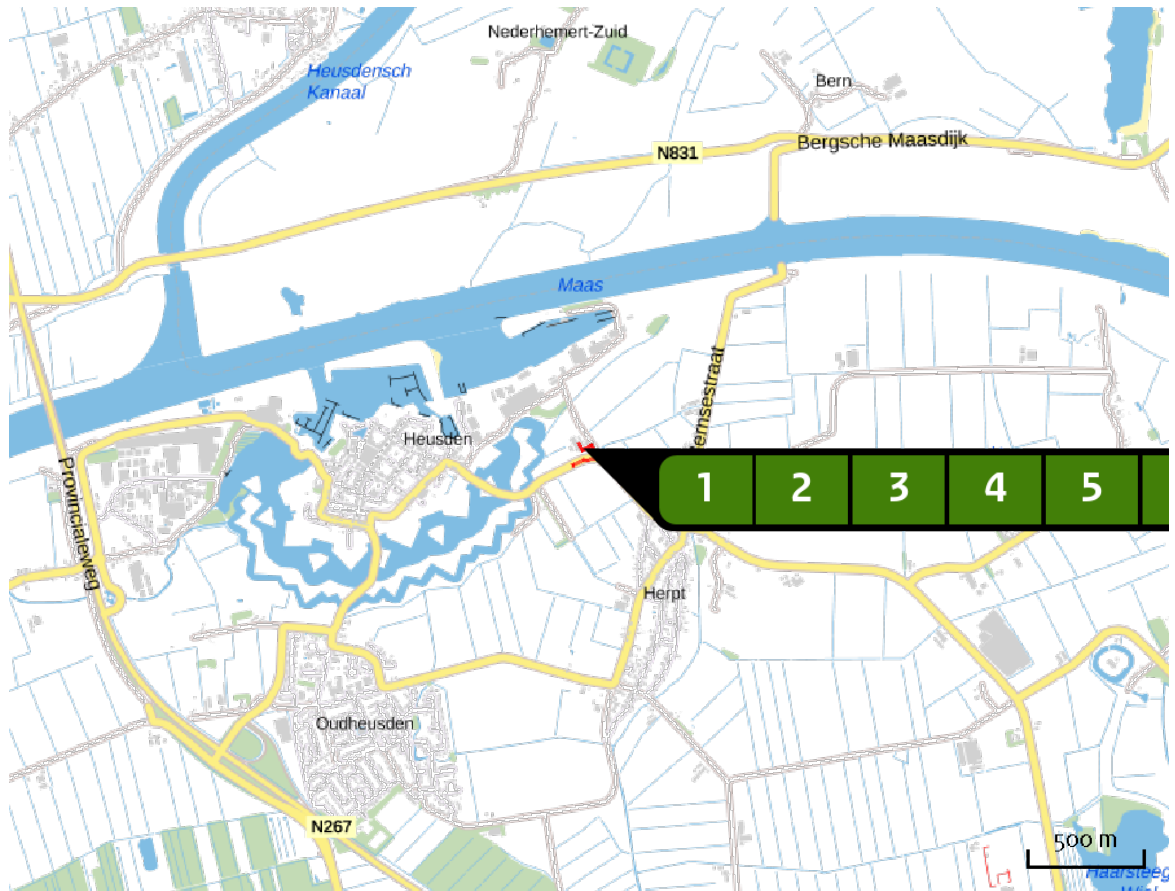 Nederhemert-Zuid
Heusdensch
Kanaal
Bern
N831
Bergsche Maasdijk
Maas
ernsestraat
Heusden
1 2 3 4 5
Provincialeweg
Herpt
Oudheusden
N267
500 m
Haarsteeg